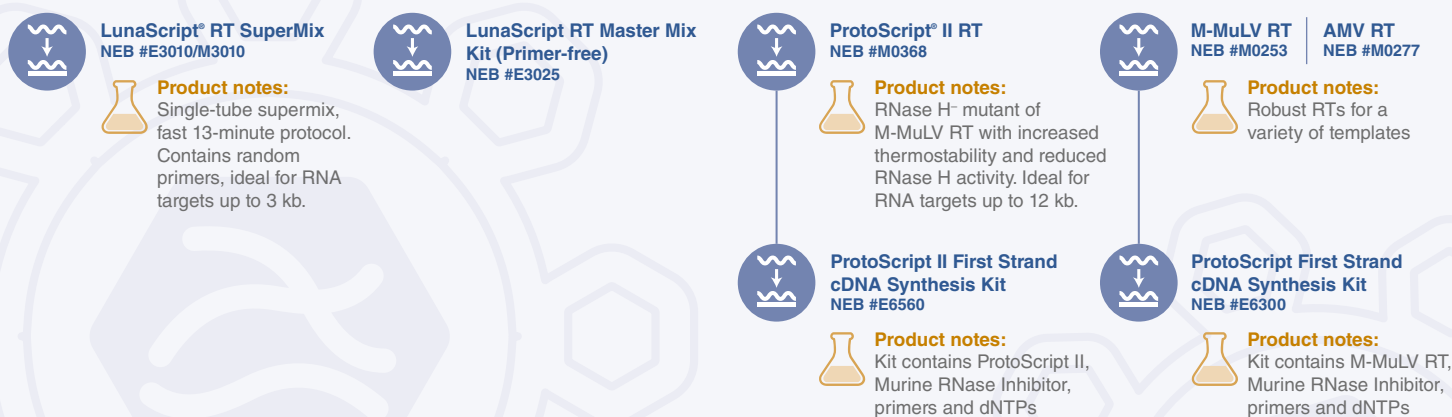 LunaScript® RT SuperMix
NEB #E3010/M3010
Product notes:
Single-tube supermix,
fast 13-minute protocol.
Contains random
primers, ideal for RNA
targets up to 3 kb.
LunaScript RT Master Mix
Kit (Primer-free)
NEB #E3025
ProtoScript® II RT
NEB #M0368
Product notes:
RNase H– mutant of
M-MuLV RT with increased
thermostability and reduced
RNase H activity. Ideal for
RNA targets up to 12 kb.
ProtoScript II First Strand
cDNA Synthesis Kit
NEB #E6560
Product notes:
Kit contains ProtoScript II,
Murine RNase Inhibitor,
primers and dNTPs
M-MuLV RT
NEB #M0253
AMV RT
NEB #M0277
Product notes:
Robust RTs for a
variety of templates
ProtoScript First Strand
cDNA Synthesis Kit
NEB #E6300
Product notes:
Kit contains M-MuLV RT,
Murine RNase Inhibitor,
primers and dNTPs